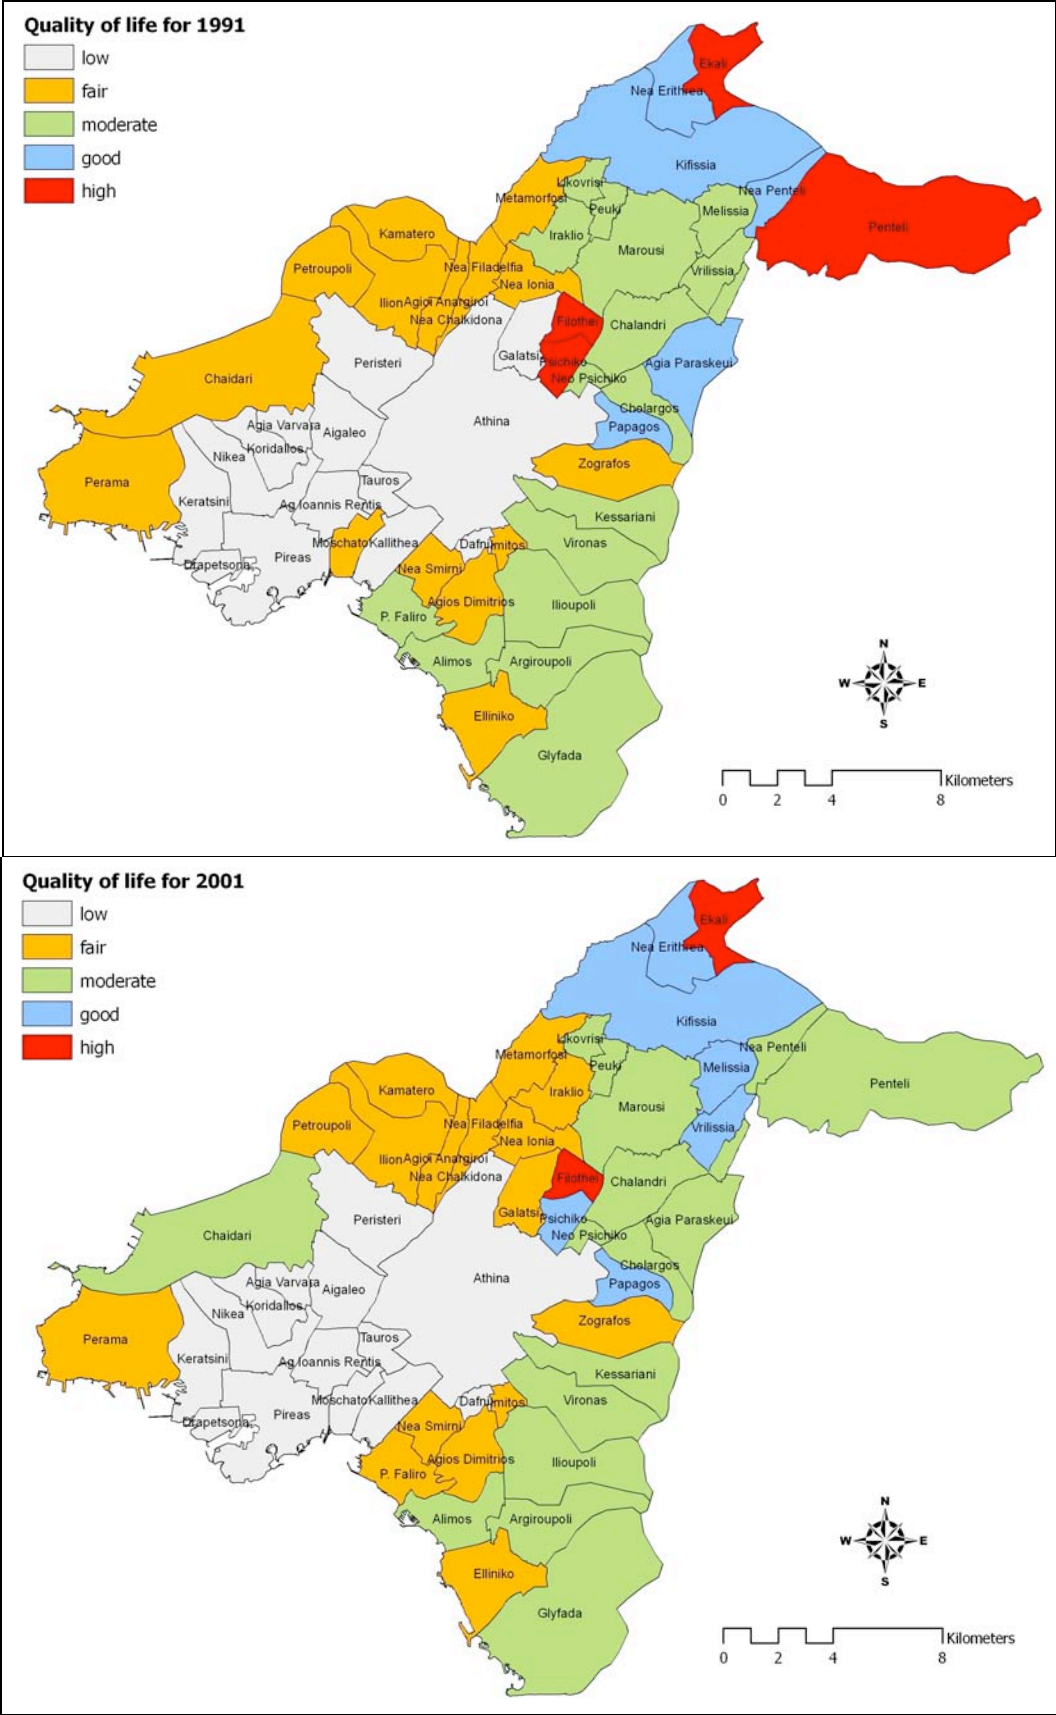 Quality of life for 1991
low
fair
moderate
good
high
Ekali
Nea Erithrea
Kifissia
Nea Penteli
Metamorfosi
Likovrisi
Peuki
Melissia
Penteli
Kamatero
Iraklio
Marousi
Petroupoli
Nea Filadelfia
Vrilissia
Nea Ionia
Ilion
Agioi Anargiroi
Nea Chalkidona
Filothei
Chalandri
Peristeri
Galatsi
Psichiko
Agia Paraskeui
Chaidari
Neo Psichiko
Cholargos
Athina
Agia Varvara
Papagos
Aigaleo
Koridallos
Nikea
Zografos
Perama
Tauros
Keratsini
Ag Ioannis Rentis
Kessariani
Moschato
Kallithea
Dafni
Imitos
Vironas
Pireas
Drapetsona
Nea Smirni
Agios Dimitrios
Ilioupoli
P. Faliro
Alimos
Argiroupoli
N
W
E
S
Elliniko
Glyfada
Kilometers
0 2 4 8
Quality of life for 2001
low
fair
moderate
good
high
Ekali
Nea Erithrea
Kifissia
Nea Penteli
Metamorfosi
Likovrisi
Peuki
Melissia
Penteli
Kamatero
Iraklio
Marousi
Petroupoli
Nea Filadelfia
Vrilissia
Nea Ionia
Ilion
Agioi Anargiroi
Nea Chalkidona
Filothei
Chalandri
Peristeri
Galatsi
Psichiko
Agia Paraskeui
Chaidari
Neo Psichiko
Cholargos
Athina
Agia Varvara
Papagos
Aigaleo
Koridallos
Nikea
Zografos
Perama
Tauros
Keratsini
Ag Ioannis Rentis
Kessariani
Moschato
Kallithea
Dafni
Imitos
Vironas
Pireas
Drapetsona
Nea Smirni
Agios Dimitrios
Ilioupoli
P. Faliro
Alimos
Argiroupoli
N
W
E
S
Elliniko
Glyfada
Kilometers
0 2 4 8